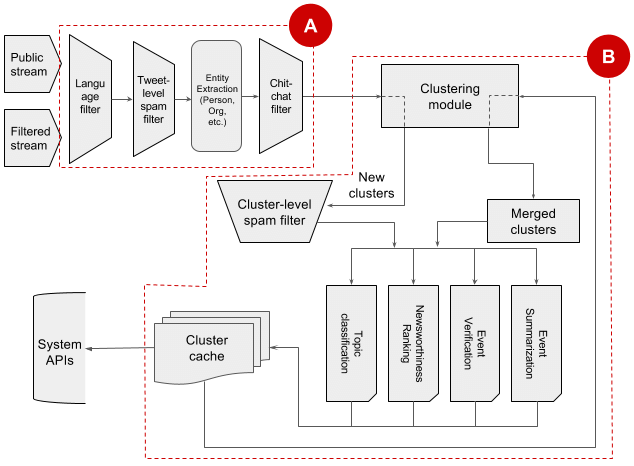 A
B
Public
stream
Filtered
stream
Langu
age
filter
Tweet-
level
spam
filter
Entity
Extraction
(Person,
Org,
etc.)
Chit-
chat
filter
Clustering
module
New
clusters
Cluster-level
spam filter
Merged
clusters
Topic
classification
Newsworthiness
Ranking
Event
Verification
Event
Summarization
System
APIs
Cluster
cache